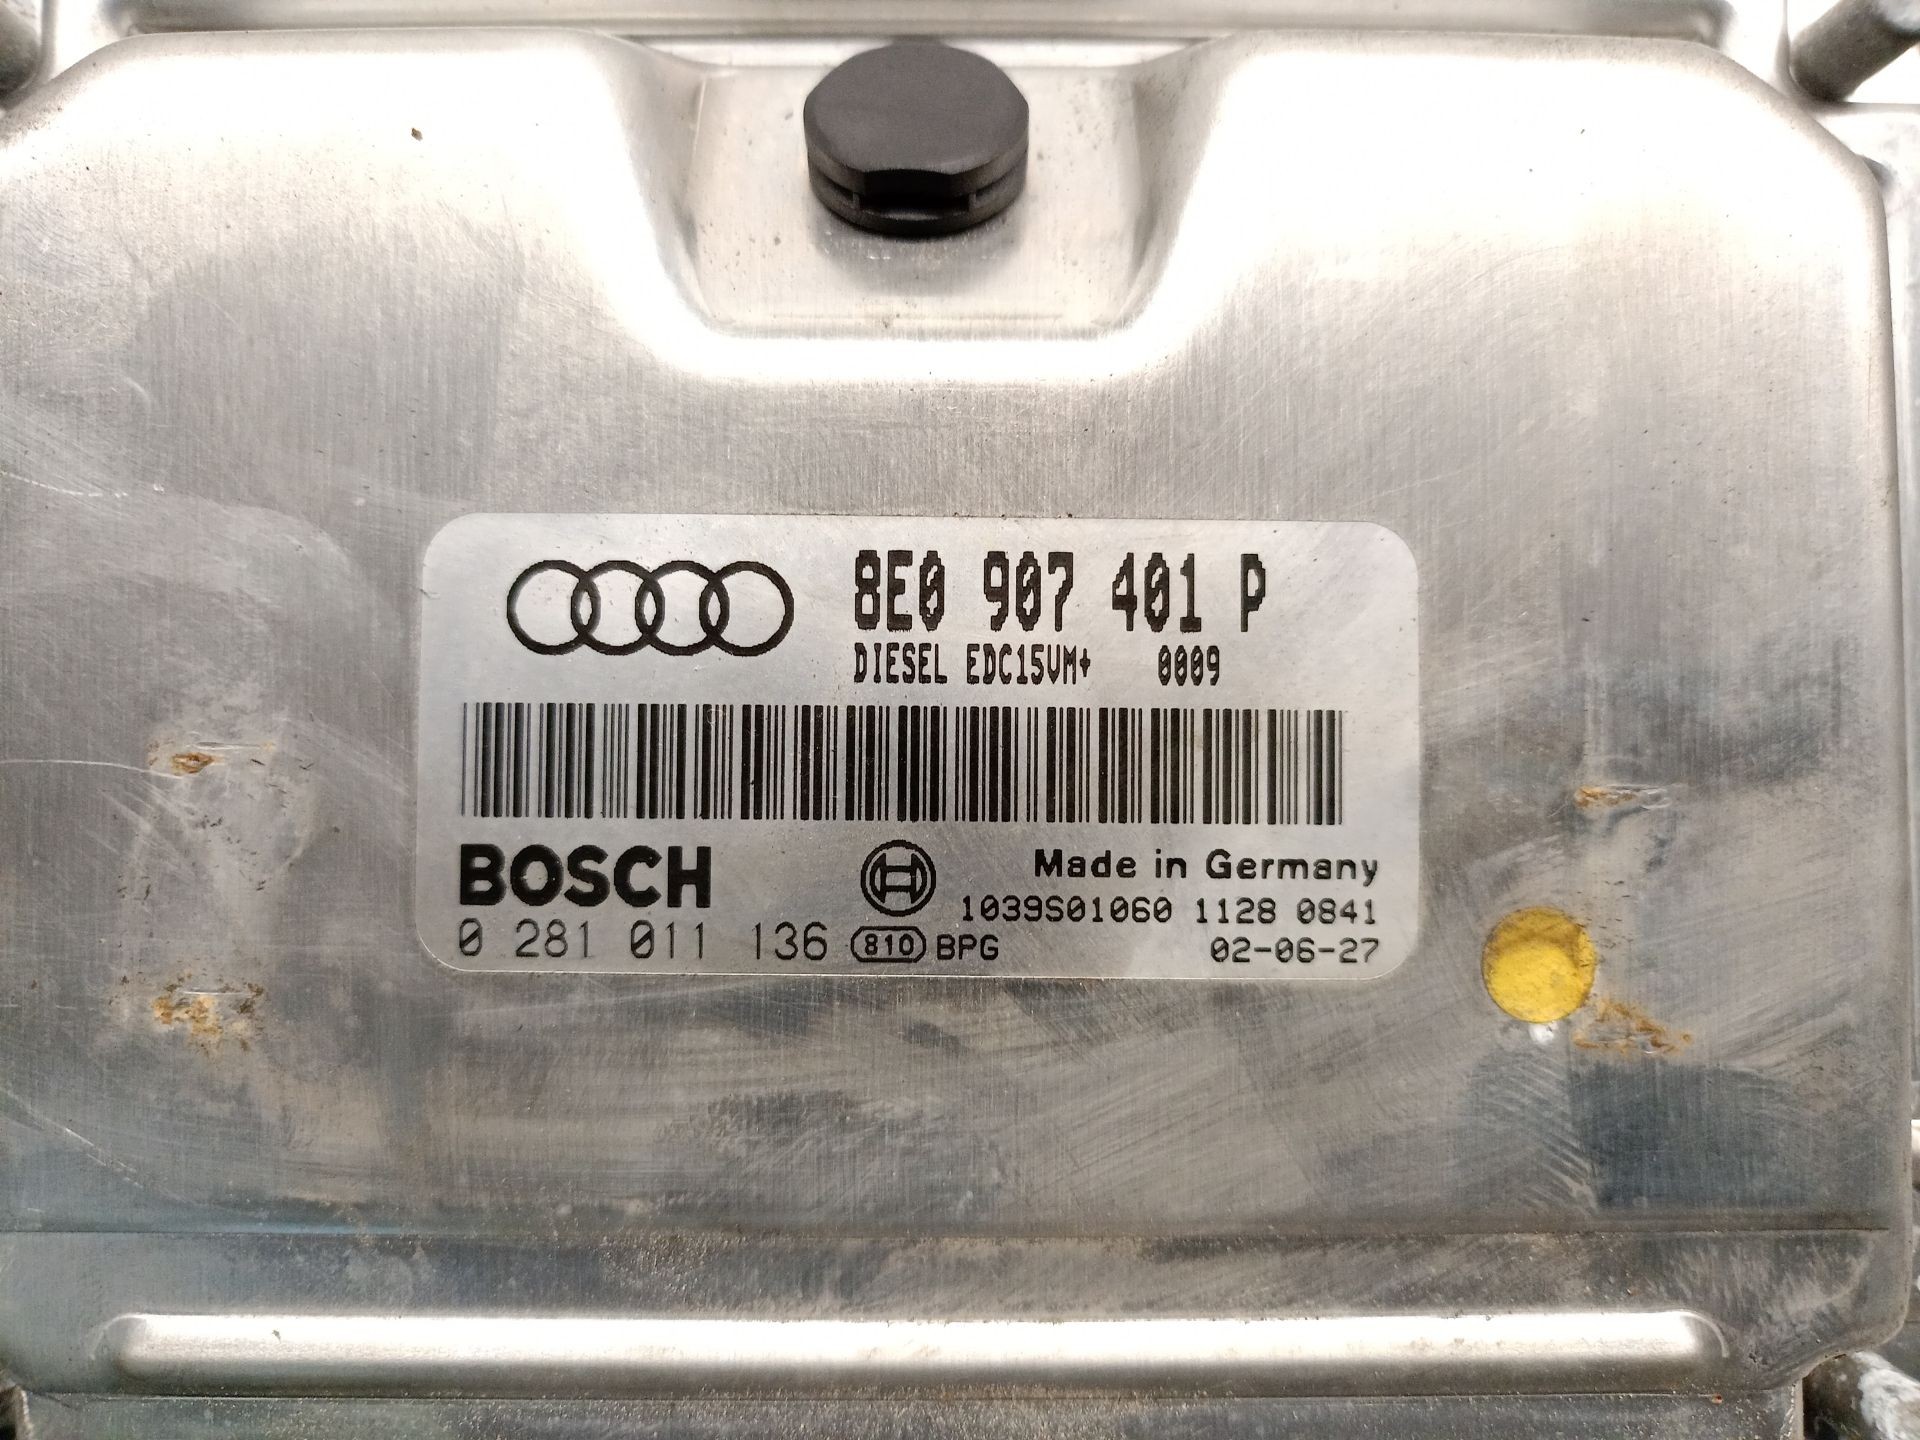 8E0 907 401 P
DIESEL EDC15VM+ 0009
BOSCH
Made in Germany
1039S01060 1128 0841
0 281 011 136 810 BPG 02-06-27